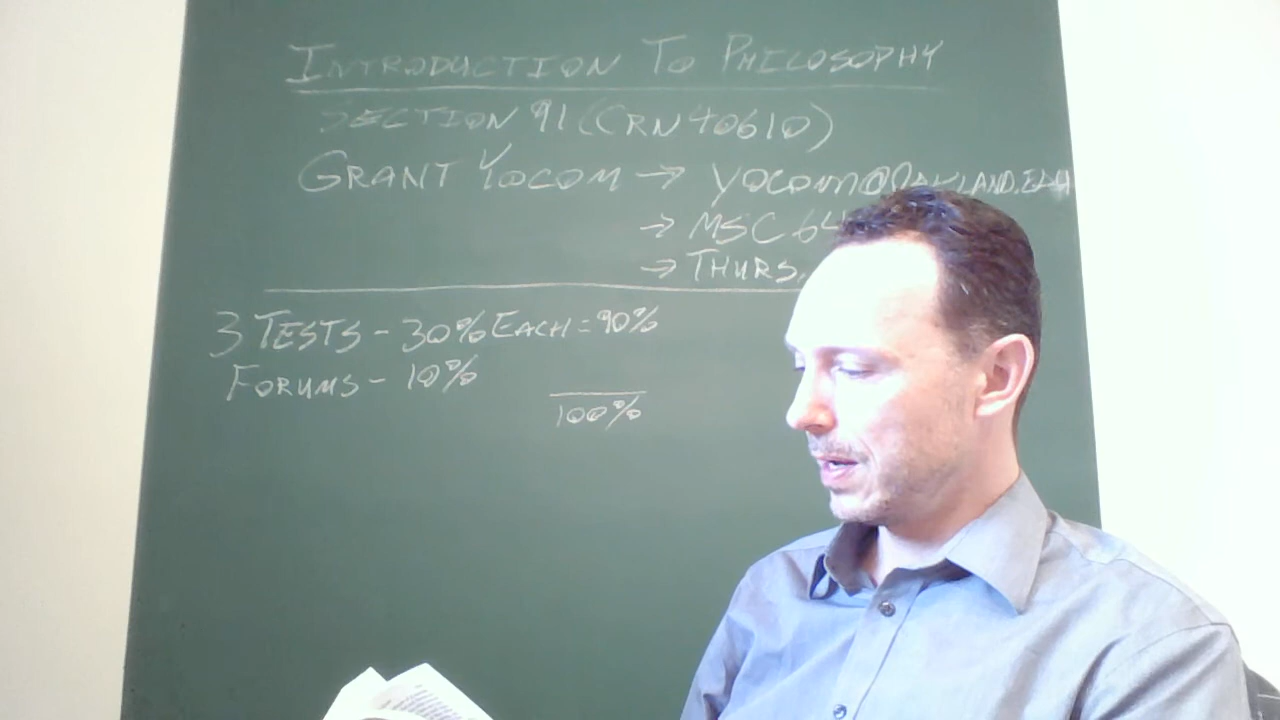 INTRODUCTION TO PHILOSOPHY
SECTION 91 (CRN 40610)
GRANT YOCOM → YOCOM@OAKLAND.EDU
→ MSC 64
→ THURS.
3 TESTS - 30% EACH = 90%
FORUMS - 10%
100%